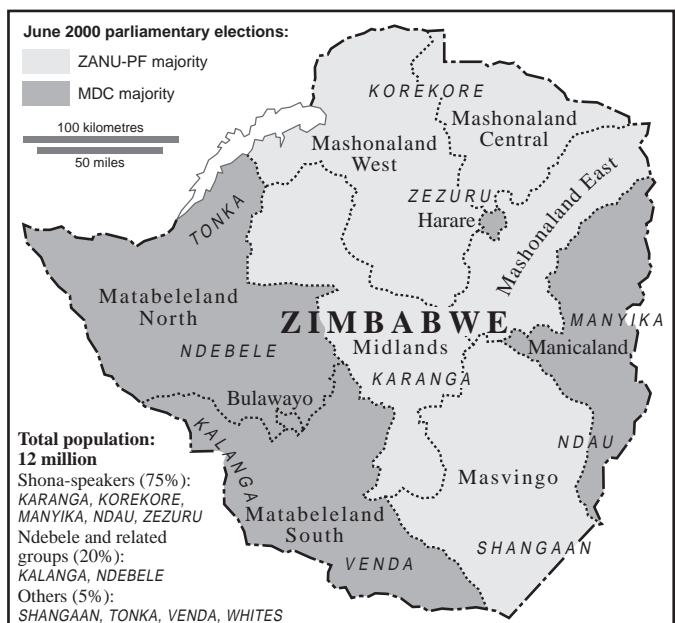 June 2000 parliamentary elections:
ZANU-PF majority
MDC majority
100 kilometres
50 miles
KOREKORE
Mashonaland
Central
Mashonaland
West
ZEZURU
Harare
Mashonaland East
TONKA
Matabeleland
North
ZIMBABWE
MANYIKA
Midlands
Manicaland
NDEBELE
KARANGA
Bulawayo
KALANGA
NDAU
Masvingo
Matabeleland
South
SHANGAAN
VENDA
Total population:
12 million
Shona-speakers (75%):
KARANGA, KOREKORE,
MANYIKA, NDAU, ZEZURU
Ndebele and related
groups (20%):
KALANGA, NDEBELE
Others (5%):
SHANGAAN, TONKA, VENDA, WHITES